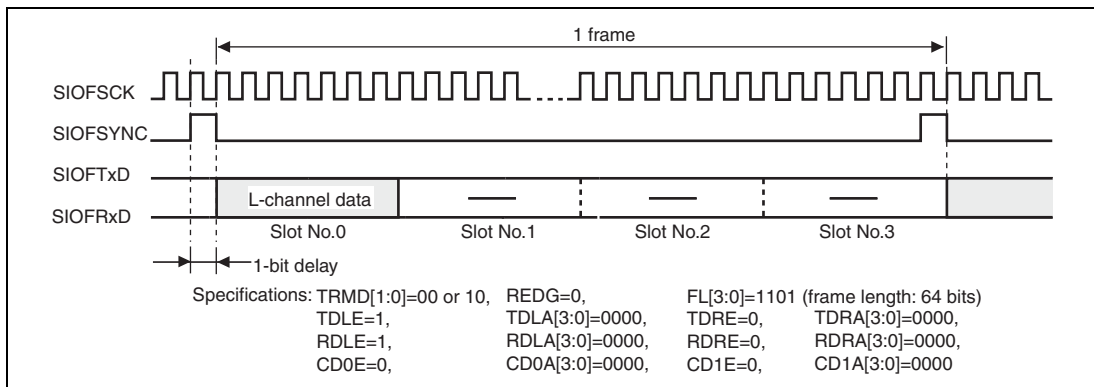 1 frame
SIOFSCK
SIOFSYNC
SIOFTxD
SIOFRxD
L-channel data
Slot No.0 Slot No.1 Slot No.2 Slot No.3
1-bit delay
Specifications: TRMD[1:0]=00 or 10, REDG=0, FL[3:0]=1101 (frame length: 64 bits)
TDLE=1, TDLA[3:0]=0000, TDRE=0, TDRA[3:0]=0000,
RDLE=1, RDLA[3:0]=0000, RDRE=0, RDRA[3:0]=0000,
CD0E=0, CD0A[3:0]=0000, CD1E=0, CD1A[3:0]=0000